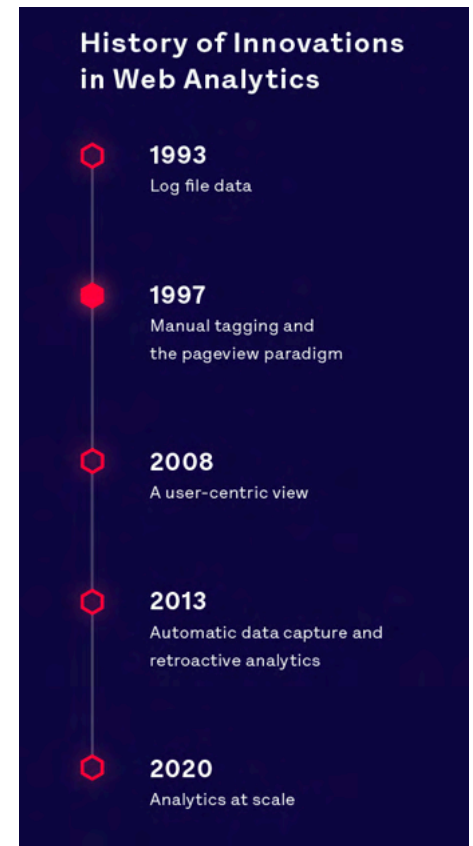 History of Innovations
in Web Analytics
1993
Log file data
1997
Manual tagging and
the pageview paradigm
2008
A user-centric view
2013
Automatic data capture and
retroactive analytics
2020
Analytics at scale